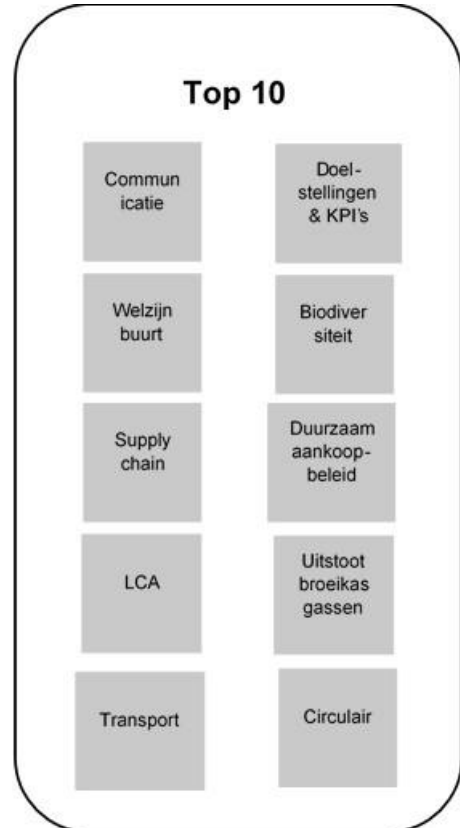 Top 10
Commun
icatie
Doel-
stellingen
& KPI's
Welzijn
buurt
Biodiver
siteit
Supply
chain
Duurzaam
aankoop-
beleid
LCA
Uitstoot
broeikas
gassen
Transport
Circulair